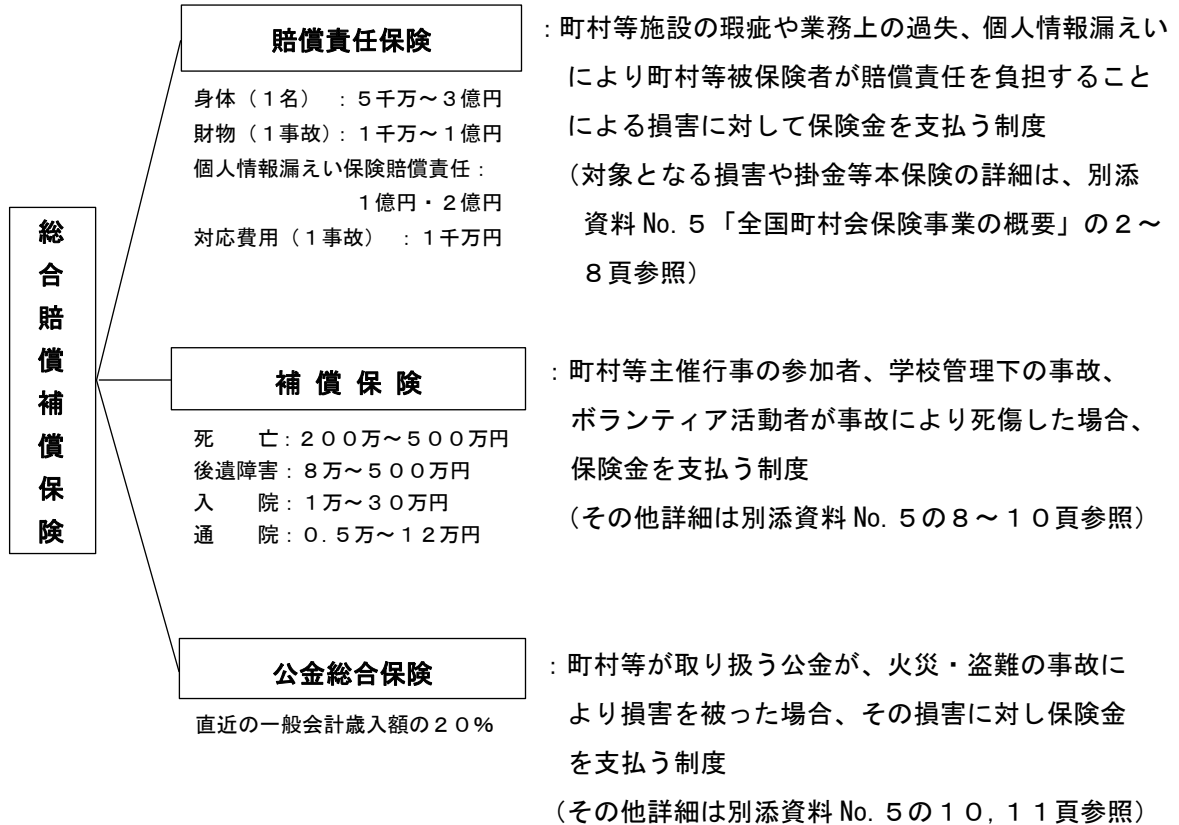 総合賠償補償保険
賠償責任保険
身体（１名）　：５千万～３億円
財物（１事故）：１千万～１億円
個人情報漏えい保険賠償責任：
１億円・２億円
対応費用（１事故）　：１千万円
：町村等施設の瑕疵や業務上の過失、個人情報漏えい
により町村等被保険者が賠償責任を負担すること
による損害に対して保険金を支払う制度
（対象となる損害や掛金等本保険の詳細は、別添
資料 No. ５「全国町村会保険事業の概要」の２～
８頁参照）
補 償 保 険
死　　亡：２００万～５００万円
後遺障害：８万～５００万円
入　　院：１万～３０万円
通　　院：０.５万～１２万円
：町村等主催行事の参加者、学校管理下の事故、
ボランティア活動者が事故により死傷した場合、
保険金を支払う制度
（その他詳細は別添資料 No. ５の８～１０頁参照）
公金総合保険
直近の一般会計歳入額の２０％
：町村等が取り扱う公金が、火災・盗難の事故に
より損害を被った場合、その損害に対し保険金
を支払う制度
（その他詳細は別添資料 No. ５の１０, １１頁参照）